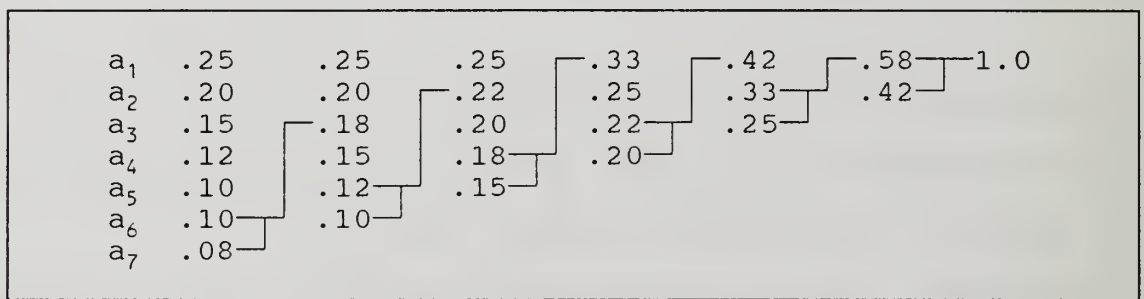 a₁ .25 .25 .25 .33 .42 .58 1.0
a₂ .20 .20 .22 .25 .33 .42
a₃ .15 .18 .20 .22 .25
a₄ .12 .15 .18 .20
a₅ .10 .12 .15
a₆ .10 .10
a₇ .08